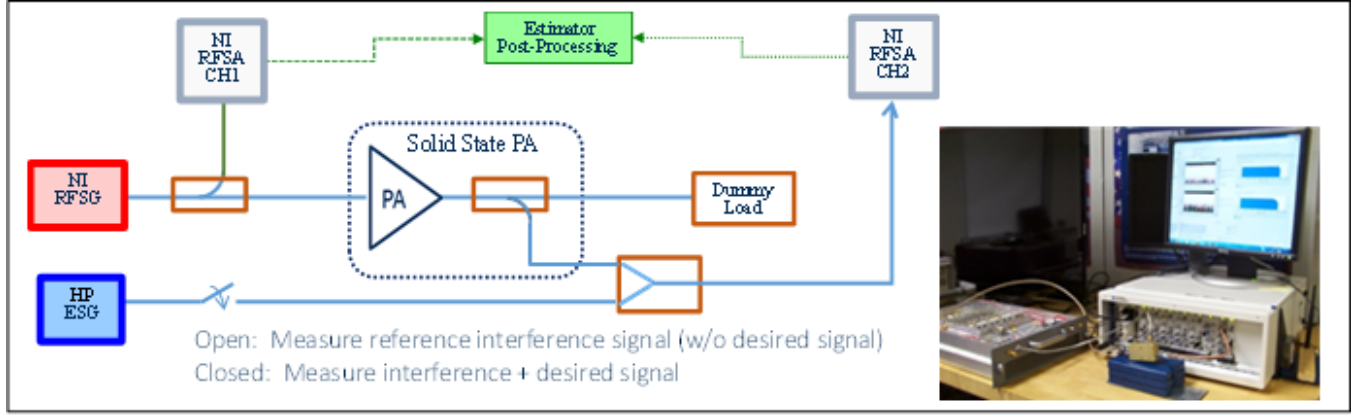 NI
RFSA
CH1
Estimator
Post-Processing
NI
RFSA
CH2
Solid State PA
NI
RFSG
PA
Dummy
Load
HP
ESG
Open: Measure reference interference signal (w/o desired signal)
Closed: Measure interference + desired signal